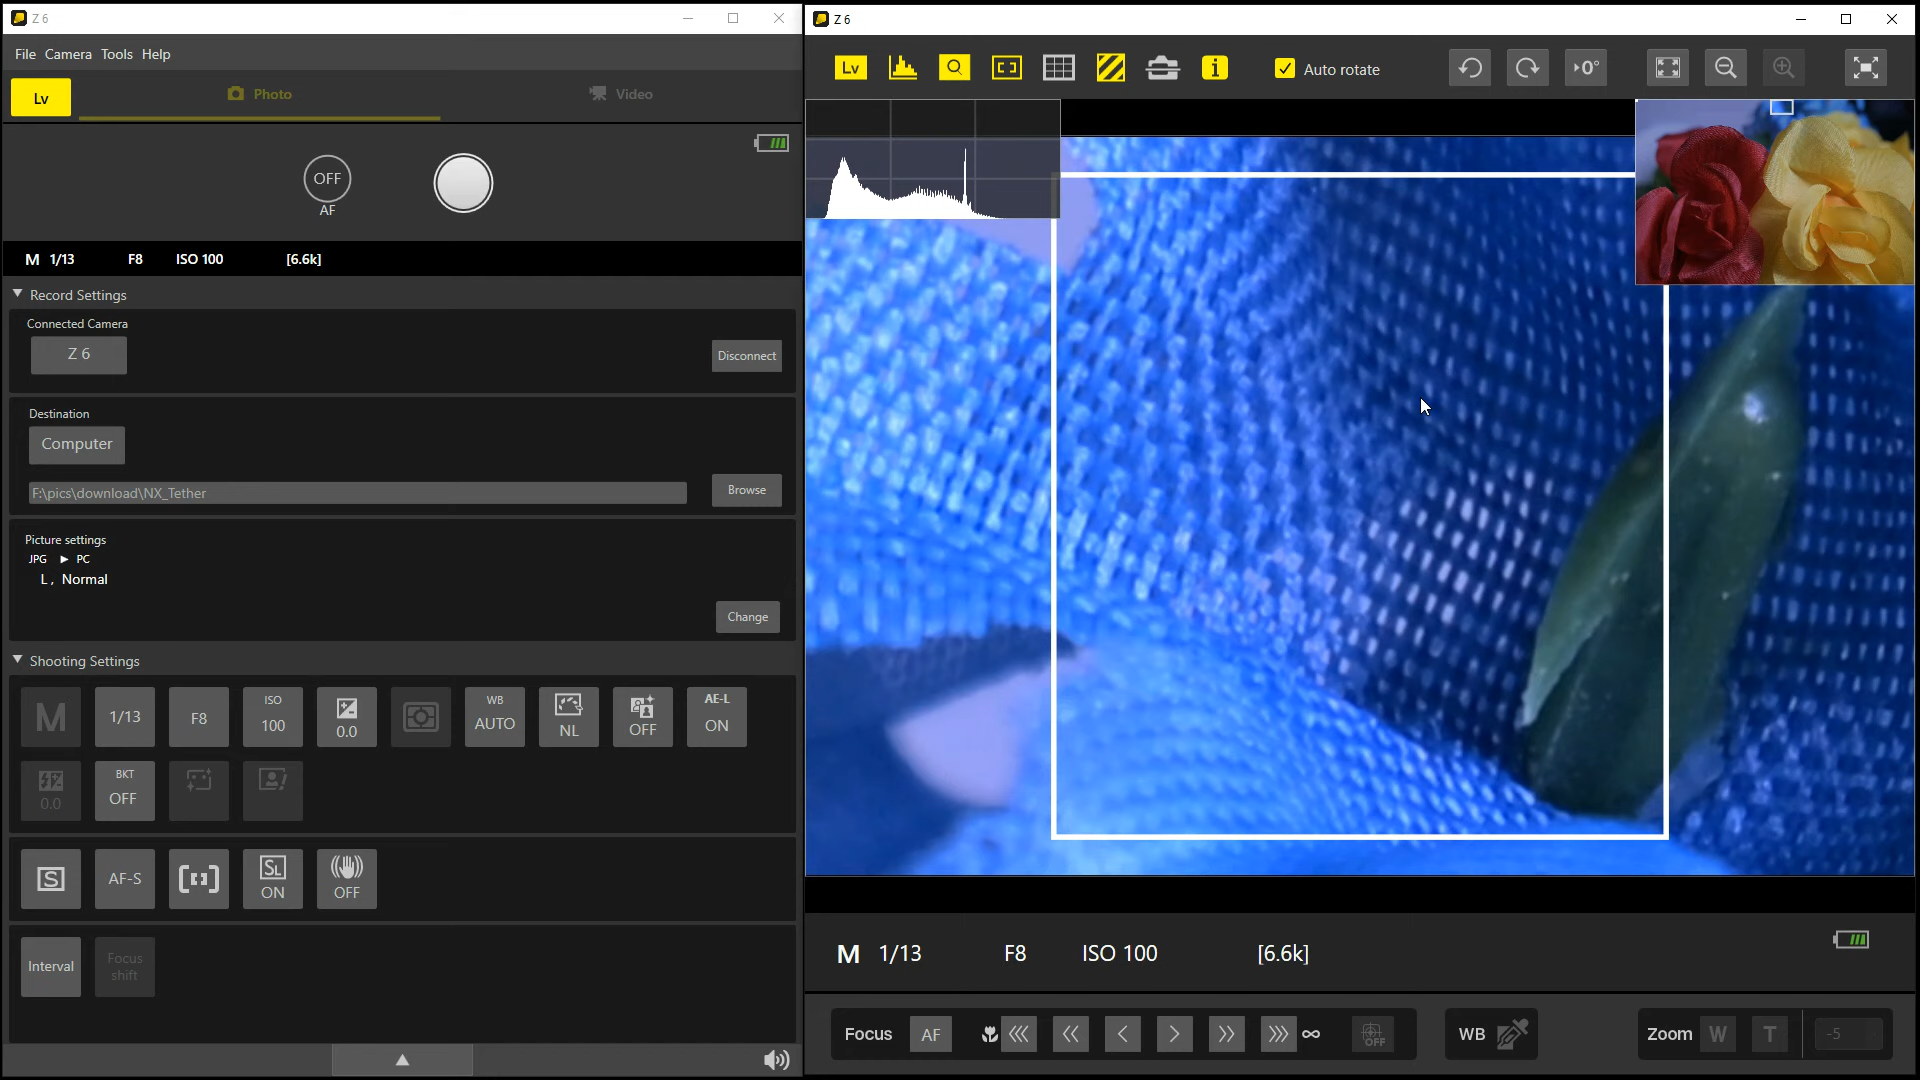 Z 6
File Camera Tools Help
Lv
Photo
Video
OFF
AF
M 1/13 F8 ISO 100 [6.6k]
Record Settings
Connected Camera
Z 6
Disconnect
Destination
Computer
F:\pics\download\NX_Tether
Browse
Picture settings
JPG ▶ PC
L, Normal
Change
Shooting Settings
M
1/13
F8
ISO
100
0.0
WB
AUTO
NL
OFF
AE-L
ON
0.0
BKT
OFF
S
AF-S
SL
ON
OFF
Interval
Focus
shift
Z 6
Lv
Auto rotate
0°
M 1/13 F8 ISO 100 [6.6k]
Focus AF
∞
OFF
WB
Zoom W T -5